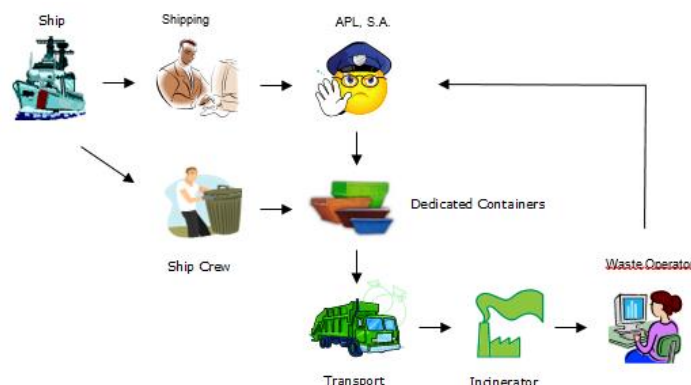 Ship
Shipping
APL, S.A.
Dedicated Containers
Ship Crew
Waste Operator
Transport
Incinerator